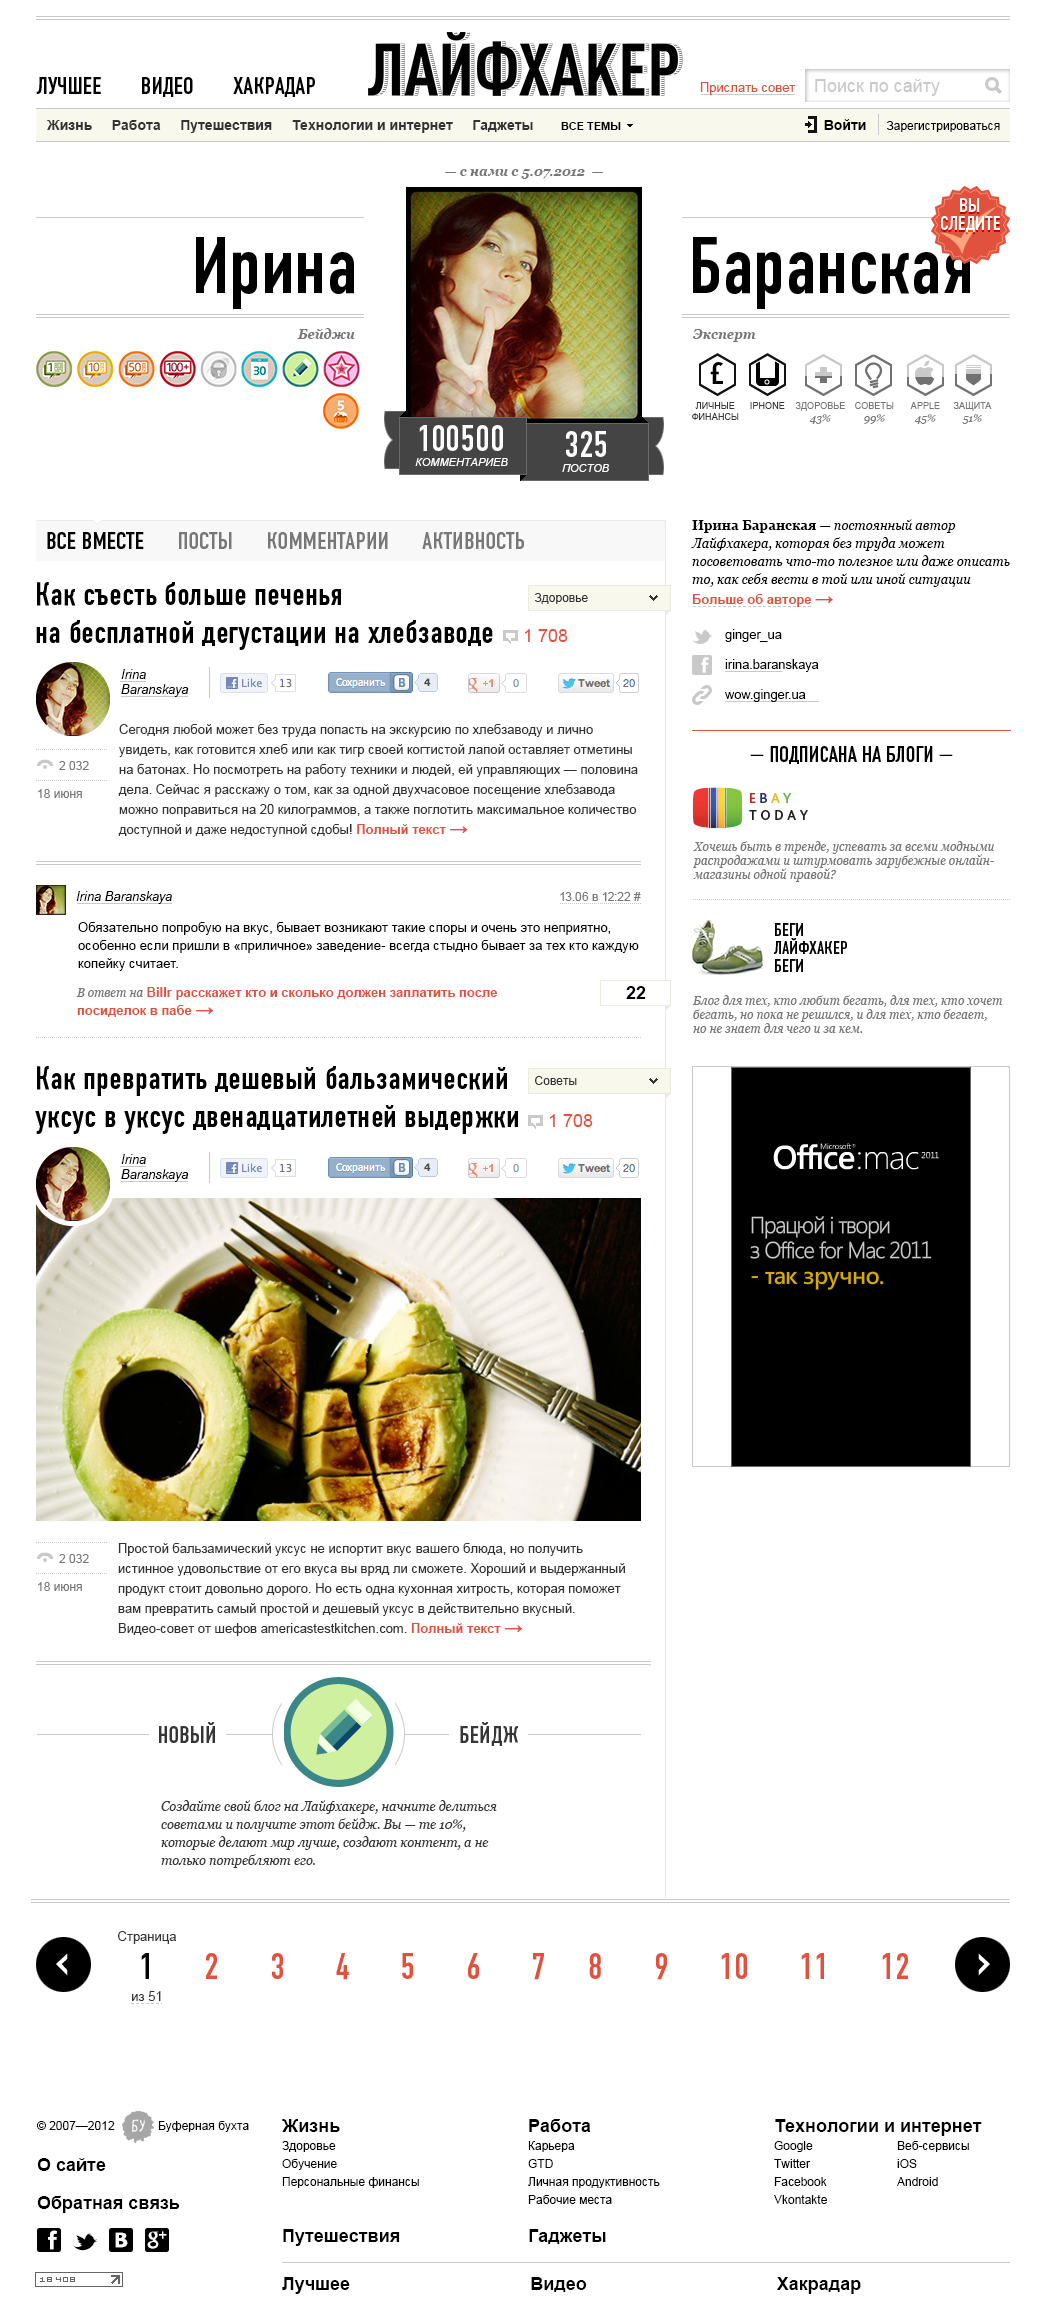 ЛУЧШЕЕ ВИДЕО ХАКРАДАР
ЛАЙФХАКЕР
Прислать совет
Поиск по сайту
Жизнь Работа Путешествия Технологии и интернет Гаджеты ВСЕ ТЕМЫ
Войти Зарегистрироваться
— с нами с 5.07.2012 —
Ирина
Баранская
ВЫ
СЛЕДИТЕ
Бейджи
1 10 50 100+ 30
5
100500
КОММЕНТАРИЕВ
325
ПОСТОВ
Эксперт
ЛИЧНЫЕ
ФИНАНСЫ
IPHONE
ЗДОРОВЬЕ
43%
СОВЕТЫ
99%
APPLE
45%
ЗАЩИТА
51%
ВСЕ ВМЕСТЕ ПОСТЫ КОММЕНТАРИИ АКТИВНОСТЬ
Как съесть больше печенья
на бесплатной дегустации на хлебзаводе 1 708
Здоровье
Irina
Baranskaya
Like 13 Сохранить В 4 g +1 0 Tweet 20
2 032
18 июня
Сегодня любой может без труда попасть на экскурсию по хлебзаводу и лично
увидеть, как готовится хлеб или как тигр своей когтистой лапой оставляет отметины
на батонах. Но посмотреть на работу техники и людей, ей управляющих — половина
дела. Сейчас я расскажу о том, как за одной двухчасовое посещение хлебзавода
можно поправиться на 20 килограммов, а также поглотить максимальное количество
доступной и даже недоступной сдобы! Полный текст
Irina Baranskaya
13.06 в 12:22 #
Обязательно попробую на вкус, бывает возникают такие споры и очень это неприятно,
особенно если пришли в «приличное» заведение- всегда стыдно бывает за тех кто каждую
копейку считает.
В ответ на Billr расскажет кто и сколько должен заплатить после
посиделок в пабе
22
Как превратить дешевый бальзамический
уксус в уксус двенадцатилетней выдержки 1 708
Советы
Irina
Baranskaya
Like 13 Сохранить В 4 g +1 0 Tweet 20
2 032
18 июня
Простой бальзамический уксус не испортит вкус вашего блюда, но получить
истинное удовольствие от его вкуса вы вряд ли сможете. Хороший и выдержанный
продукт стоит довольно дорого. Но есть одна кухонная хитрость, которая поможет
вам превратить самый простой и дешевый уксус в действительно вкусный.
Видео-совет от шефов americastestkitchen.com. Полный текст
НОВЫЙ БЕЙДЖ
Создайте свой блог на Лайфхакере, начните делиться
советами и получите этот бейдж. Вы — те 10%,
которые делают мир лучше, создают контент, а не
только потребляют его.
Ирина Баранская — постоянный автор
Лайфхакера, которая без труда может
посоветовать что-то полезное или даже описать
то, как себя вести в той или иной ситуации
Больше об авторе
ginger_ua
irina.baranskaya
wow.ginger.ua
— ПОДПИСАНА НА БЛОГИ —
EBAY
TODAY
Хочешь быть в тренде, успевать за всеми модными
распродажами и штурмовать зарубежные онлайн-
магазины одной правой?
БЕГИ
ЛАЙФХАКЕР
БЕГИ
Блог для тех, кто любит бегать, для тех, кто хочет
бегать, но пока не решился, и для тех, кто бегает,
но не знает для чего и за кем.
Microsoft®
Office:mac 2011
Працюй і твори
з Office for Mac 2011
- так зручно.
Страница
1 2 3 4 5 6 7 8 9 10 11 12
из 51
© 2007—2012 БУ Буферная бухта
О сайте
Обратная связь
18 408
Жизнь
Здоровье
Обучение
Персональные финансы
Работа
Карьера
GTD
Личная продуктивность
Рабочие места
Технологии и интернет
Google Веб-сервисы
Twitter iOS
Facebook Android
Vkontakte
Путешествия Гаджеты
Лучшее Видео Хакрадар